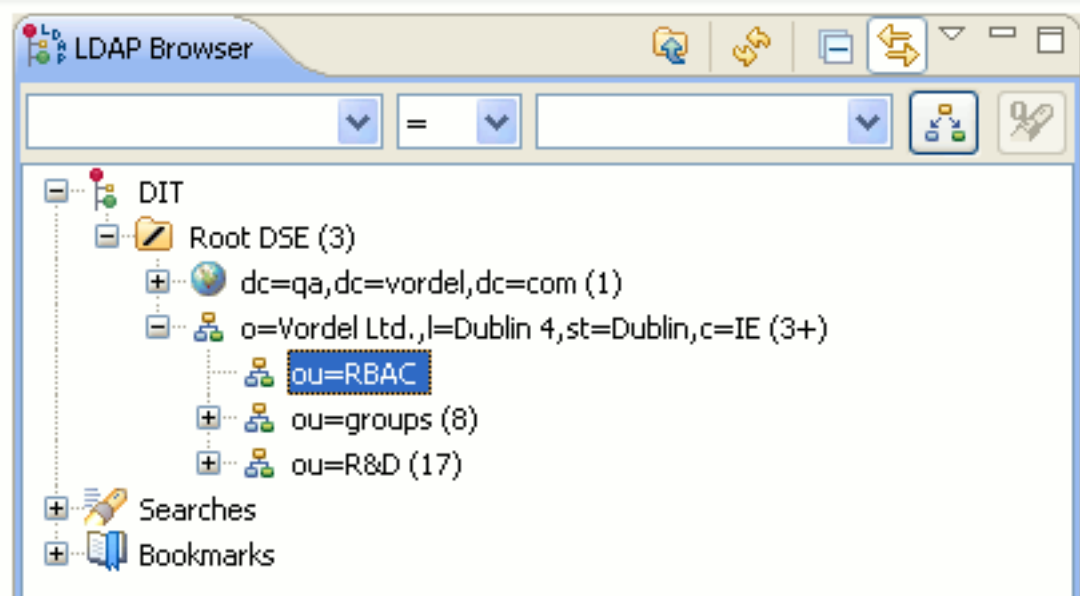 LDAP Browser
=
DIT
Root DSE (3)
dc=qa,dc=vordel,dc=com (1)
o=Vordel Ltd.,l=Dublin 4,st=Dublin,c=IE (3+)
ou=RBAC
ou=groups (8)
ou=R&D (17)
Searches
Bookmarks